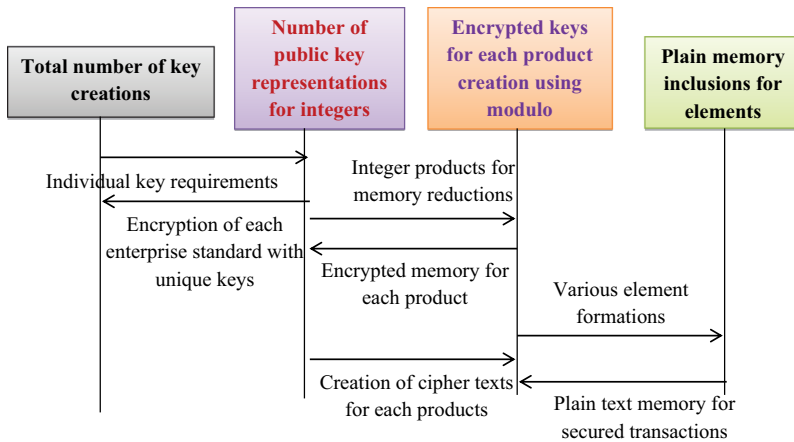 Total number of key
creations
Number of
public key
representations
for integers
Encrypted keys
for each product
creation using
modulo
Plain memory
inclusions for
elements
Individual key requirements
Integer products for
memory reductions
Encryption of each
enterprise standard with
unique keys
Encrypted memory for
each product
Various element
formations
Creation of cipher texts
for each products
Plain text memory for
secured transactions